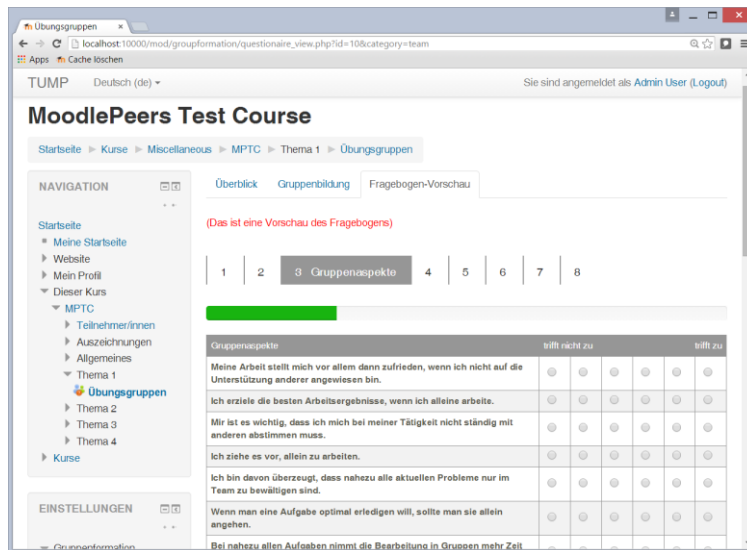 Übungsgruppen
localhost:10000/mod/groupformation/questionaire_view.php?id=10&category=team
Apps Cache löschen
TUMP Deutsch (de) Sie sind angemeldet als Admin User (Logout)
MoodlePeers Test Course
Startseite Kurse Miscellaneous MPTC Thema 1 Übungsgruppen
NAVIGATION
Startseite
Meine Startseite
Website
Mein Profil
Dieser Kurs
MPTC
Teilnehmer/innen
Auszeichnungen
Allgemeines
Thema 1
Übungsgruppen
Thema 2
Thema 3
Thema 4
Kurse
EINSTELLUNGEN
Gruppenformation
Überblick Gruppenbildung Fragebogen-Vorschau
(Das ist eine Vorschau des Fragebogens)
1 2 3 Gruppenaspekte 4 5 6 7 8
Gruppenaspekte trifft nicht zu trifft zu
Meine Arbeit stellt mich vor allem dann zufrieden, wenn ich nicht auf die
Unterstützung anderer angewiesen bin.
Ich erziele die besten Arbeitsergebnisse, wenn ich alleine arbeite.
Mir ist es wichtig, dass ich mich bei meiner Tätigkeit nicht ständig mit
anderen abstimmen muss.
Ich ziehe es vor, allein zu arbeiten.
Ich bin davon überzeugt, dass nahezu alle aktuellen Probleme nur im
Team zu bewältigen sind.
Wenn man eine Aufgabe optimal erledigen will, sollte man sie allein
angehen.
Bei nahezu allen Aufgaben nimmt die Bearbeitung in Gruppen mehr Zeit